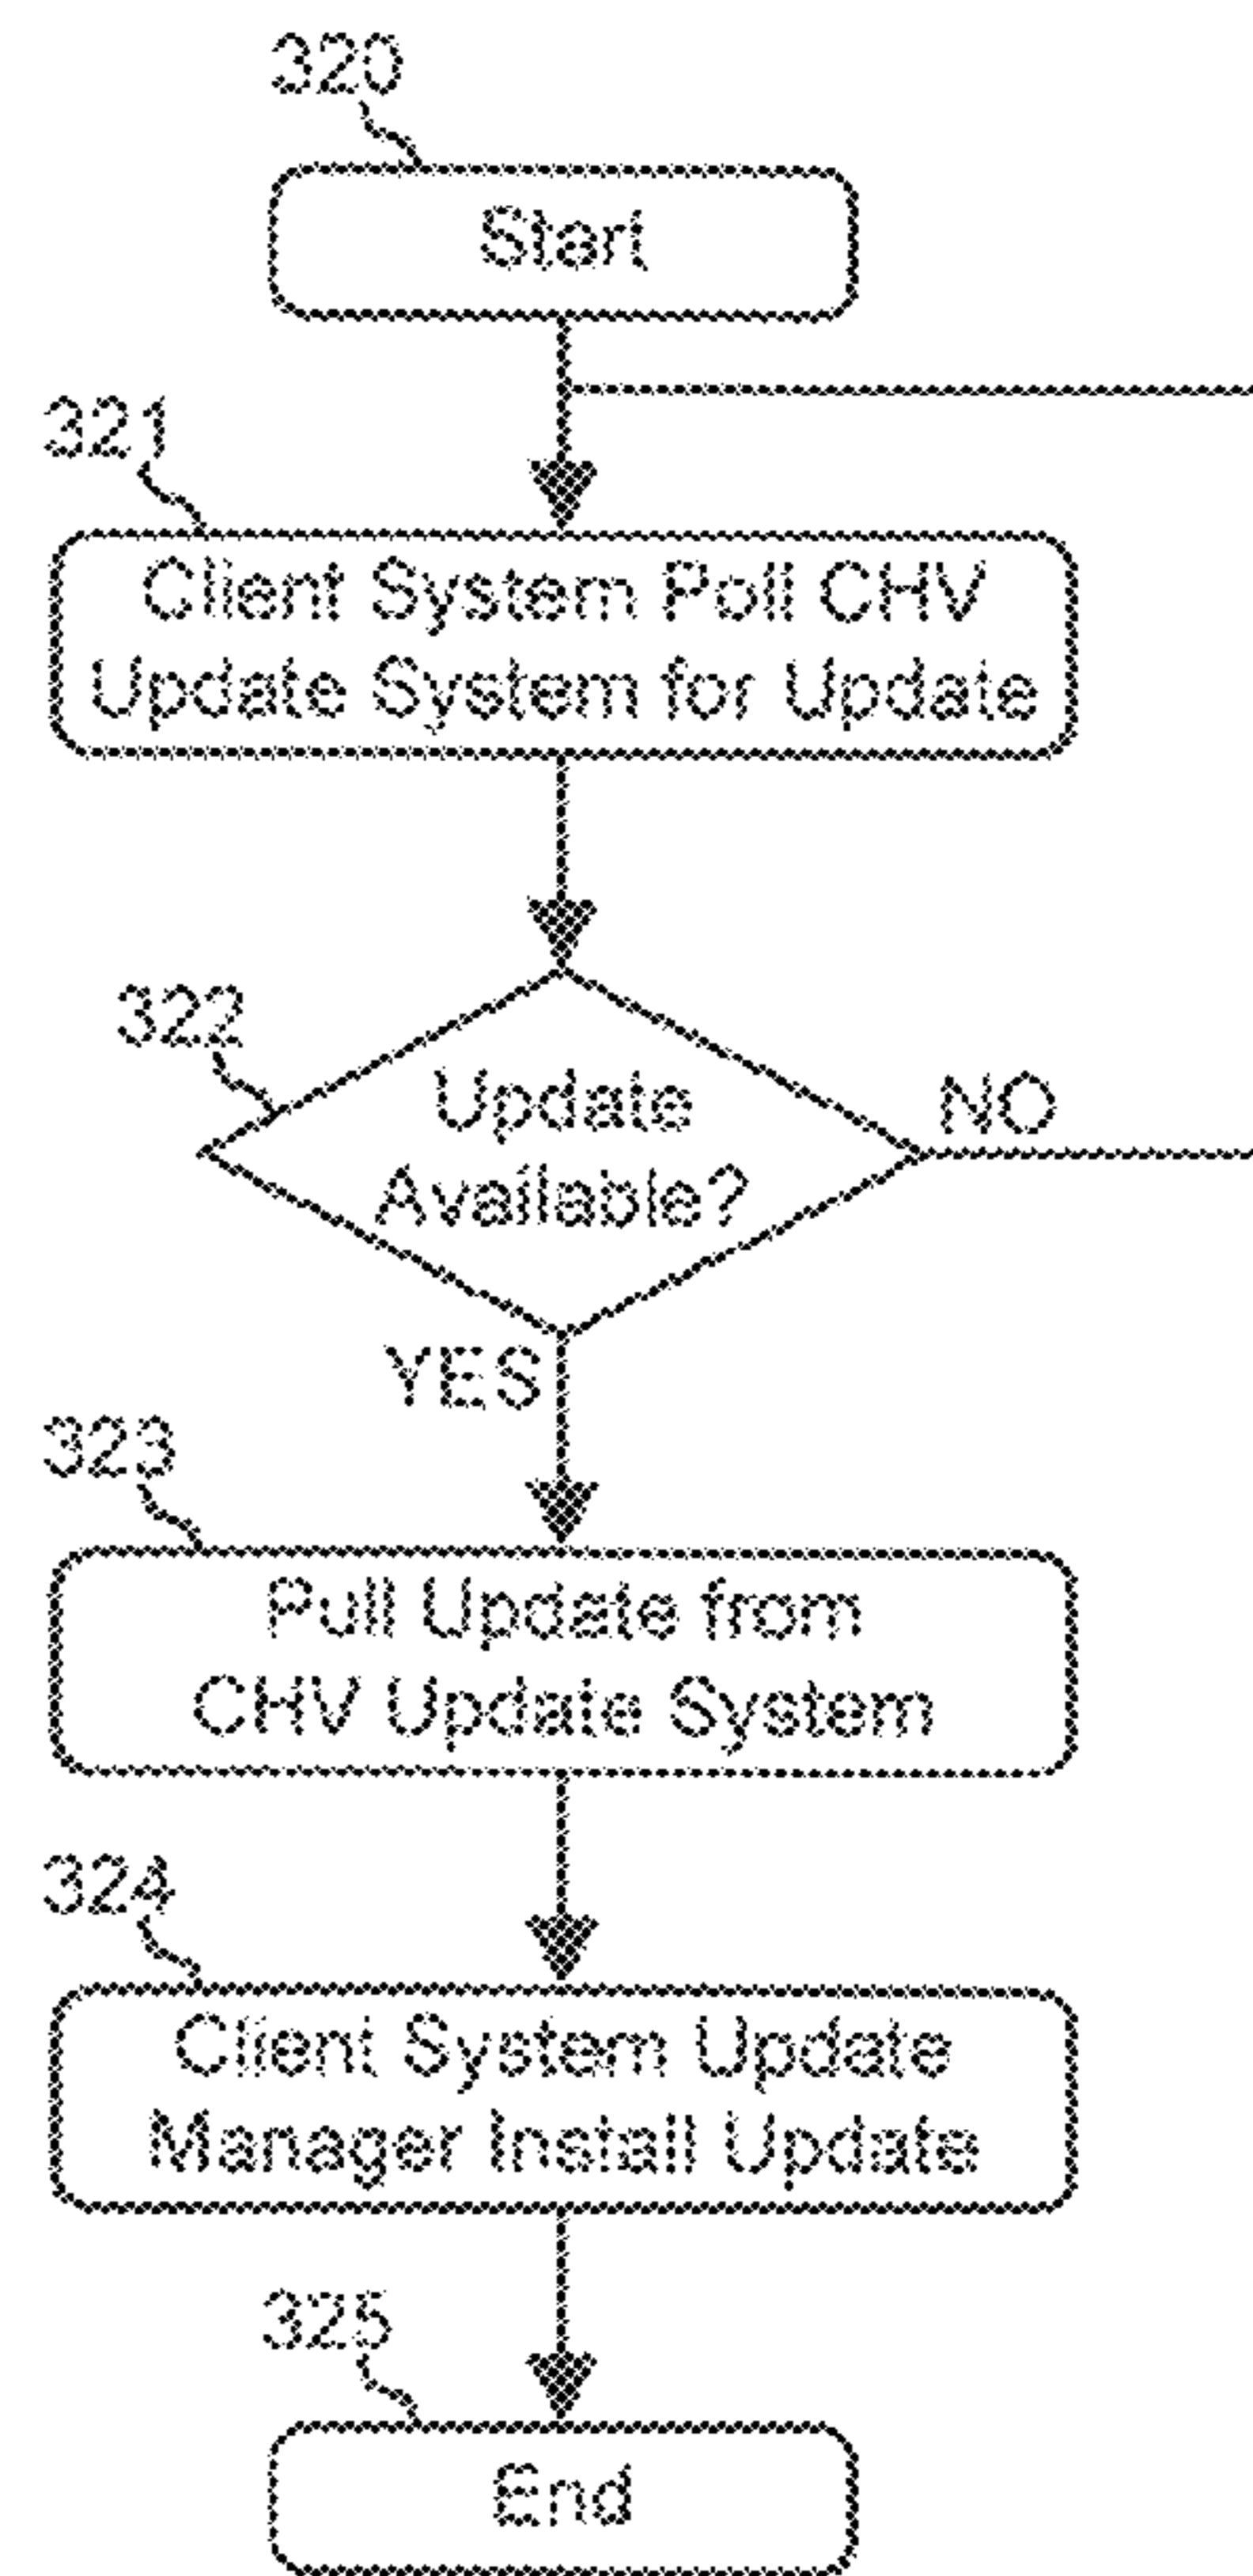 320
Start
321
Client System Poll CHV
Update System for Update
322
Update
Available?
NO
YES
323
Pull Update from
CHV Update System
324
Client System Update
Manager Install Update
325
End